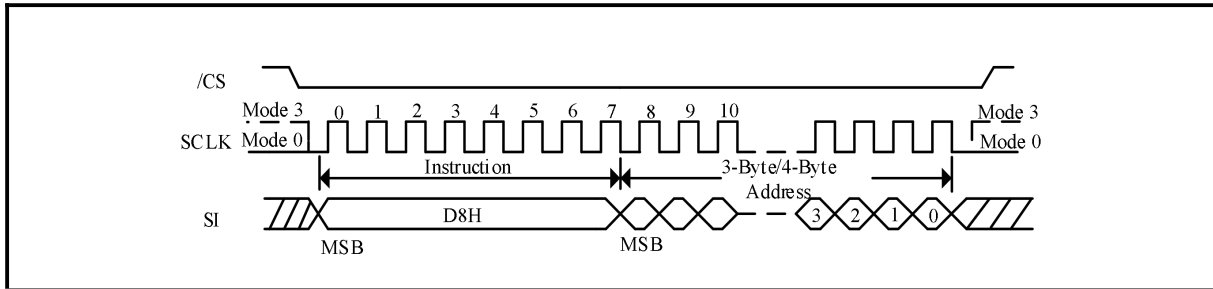 /CS
Mode 3 0 1 2 3 4 5 6 7 8 9 10 Mode 3
SCLK Mode 0 Mode 0
Instruction 3-Byte/4-Byte
Address
SI D8H 3 2 1 0
MSB MSB